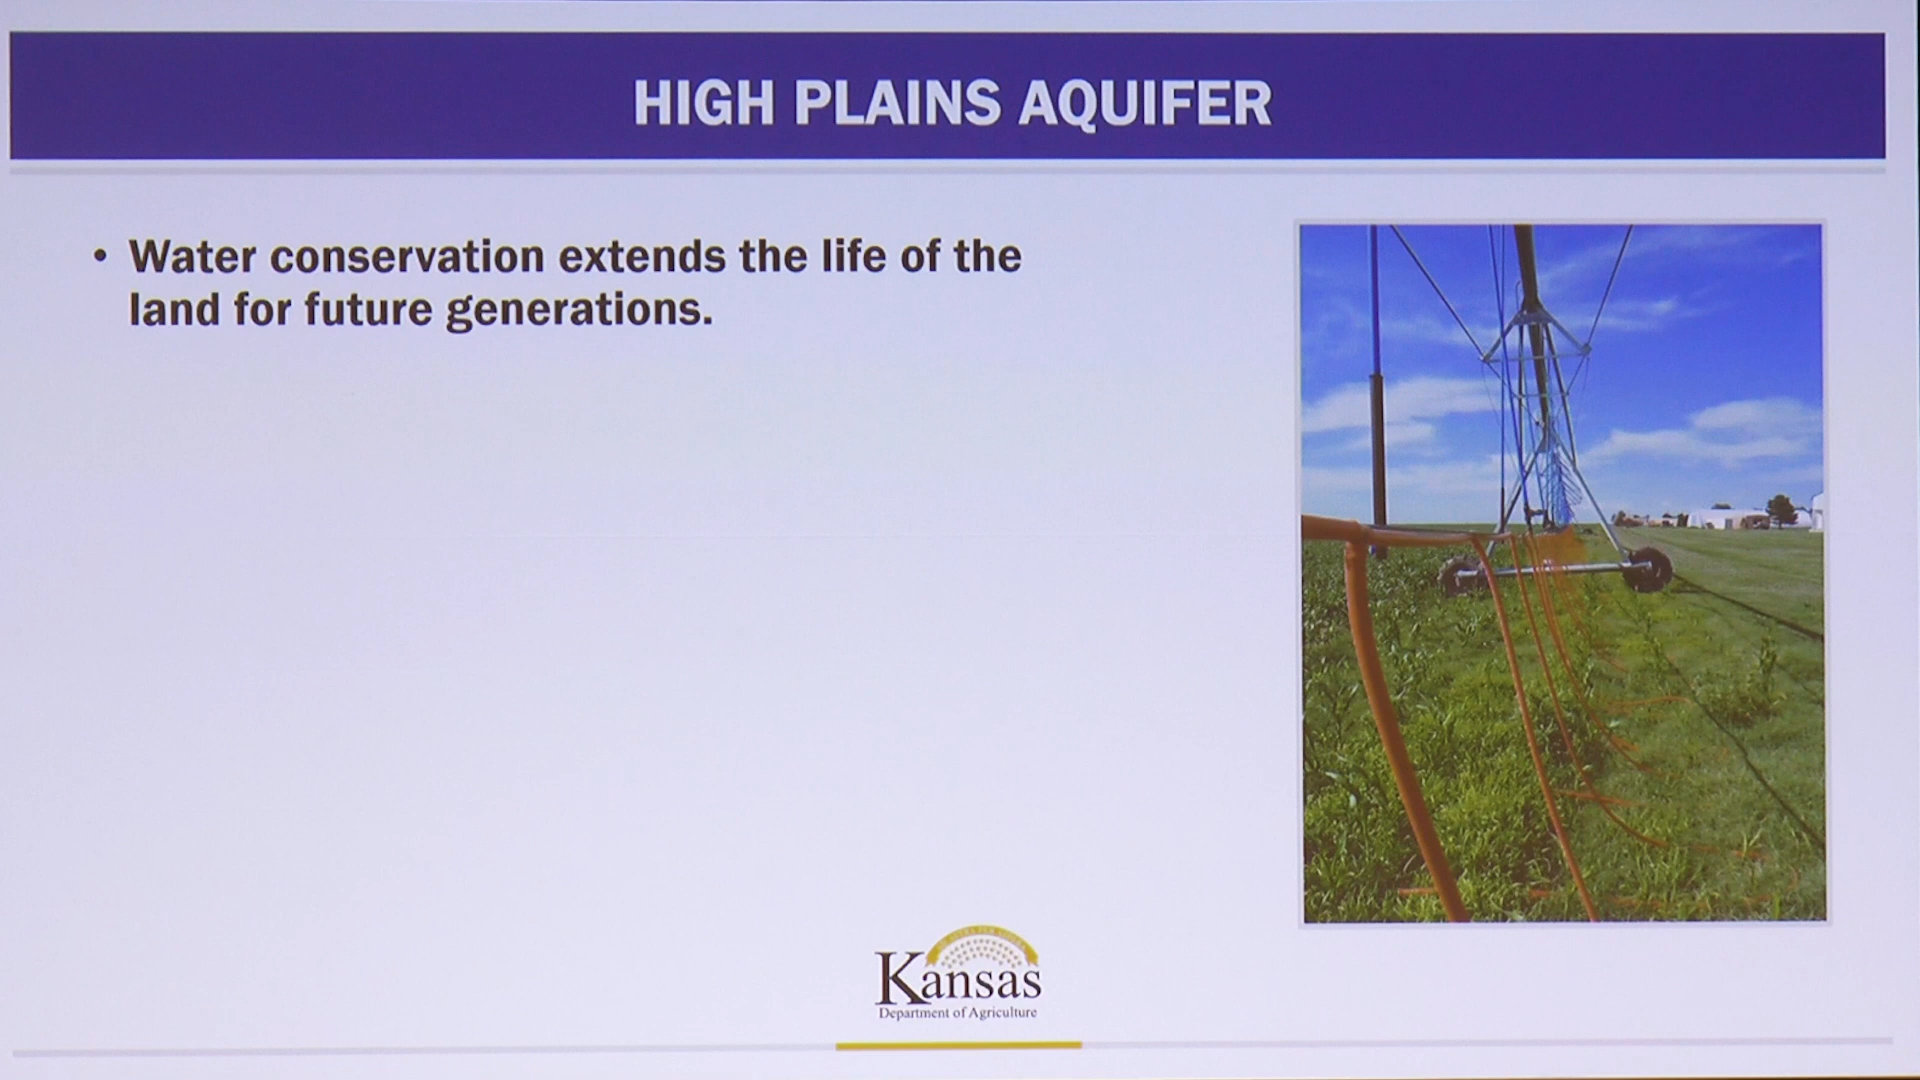 HIGH PLAINS AQUIFER
• Water conservation extends the life of the
land for future generations.
Kansas
Department of Agriculture